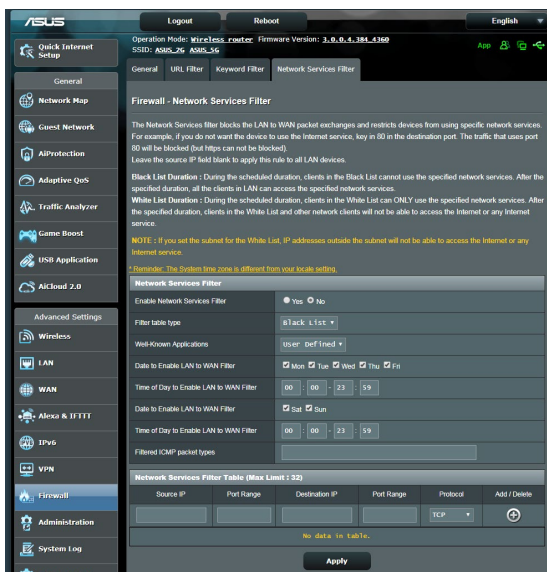 ASUS
Logout
Reboot
English
Operation Mode: Wireless router Firmware Version: 3.0.0.4.384_4360
SSID: ASUS_2G ASUS_5G
App
Quick Internet
Setup
General
Network Map
Guest Network
AiProtection
Adaptive QoS
Traffic Analyzer
Game Boost
USB Application
AiCloud 2.0
Advanced Settings
Wireless
LAN
WAN
Alexa & IFTTT
IPv6
VPN
Firewall
Administration
System Log
General URL Filter Keyword Filter Network Services Filter
Firewall - Network Services Filter
The Network Services filter blocks the LAN to WAN packet exchanges and restricts devices from using specific network services.
For example, if you do not want the device to use the Internet service, key in 80 in the destination port. The traffic that uses port
80 will be blocked (but https can not be blocked).
Leave the source IP field blank to apply this rule to all LAN devices.
Black List Duration : During the scheduled duration, clients in the Black List cannot use the specified network services. After the
specified duration, all the clients in LAN can access the specified network services.
White List Duration : During the scheduled duration, clients in the White List can ONLY use the specified network services. After
the specified duration, clients in the White List and other network clients will not be able to access the Internet or any Internet
service.
NOTE : If you set the subnet for the White List, IP addresses outside the subnet will not be able to access the Internet or any
Internet service.
* Reminder: The System time zone is different from your locale setting.
Network Services Filter
Enable Network Services Filter Yes No
Filter table type Black List
Well-Known Applications User Defined
Date to Enable LAN to WAN Filter Mon Tue Wed Thu Fri
Time of Day to Enable LAN to WAN Filter 00 : 00 - 23 : 59
Date to Enable LAN to WAN Filter Sat Sun
Time of Day to Enable LAN to WAN Filter 00 : 00 - 23 : 59
Filtered ICMP packet types
Network Services Filter Table (Max Limit : 32)
Source IP Port Range Destination IP Port Range Protocol Add / Delete
TCP
No data in table.
Apply